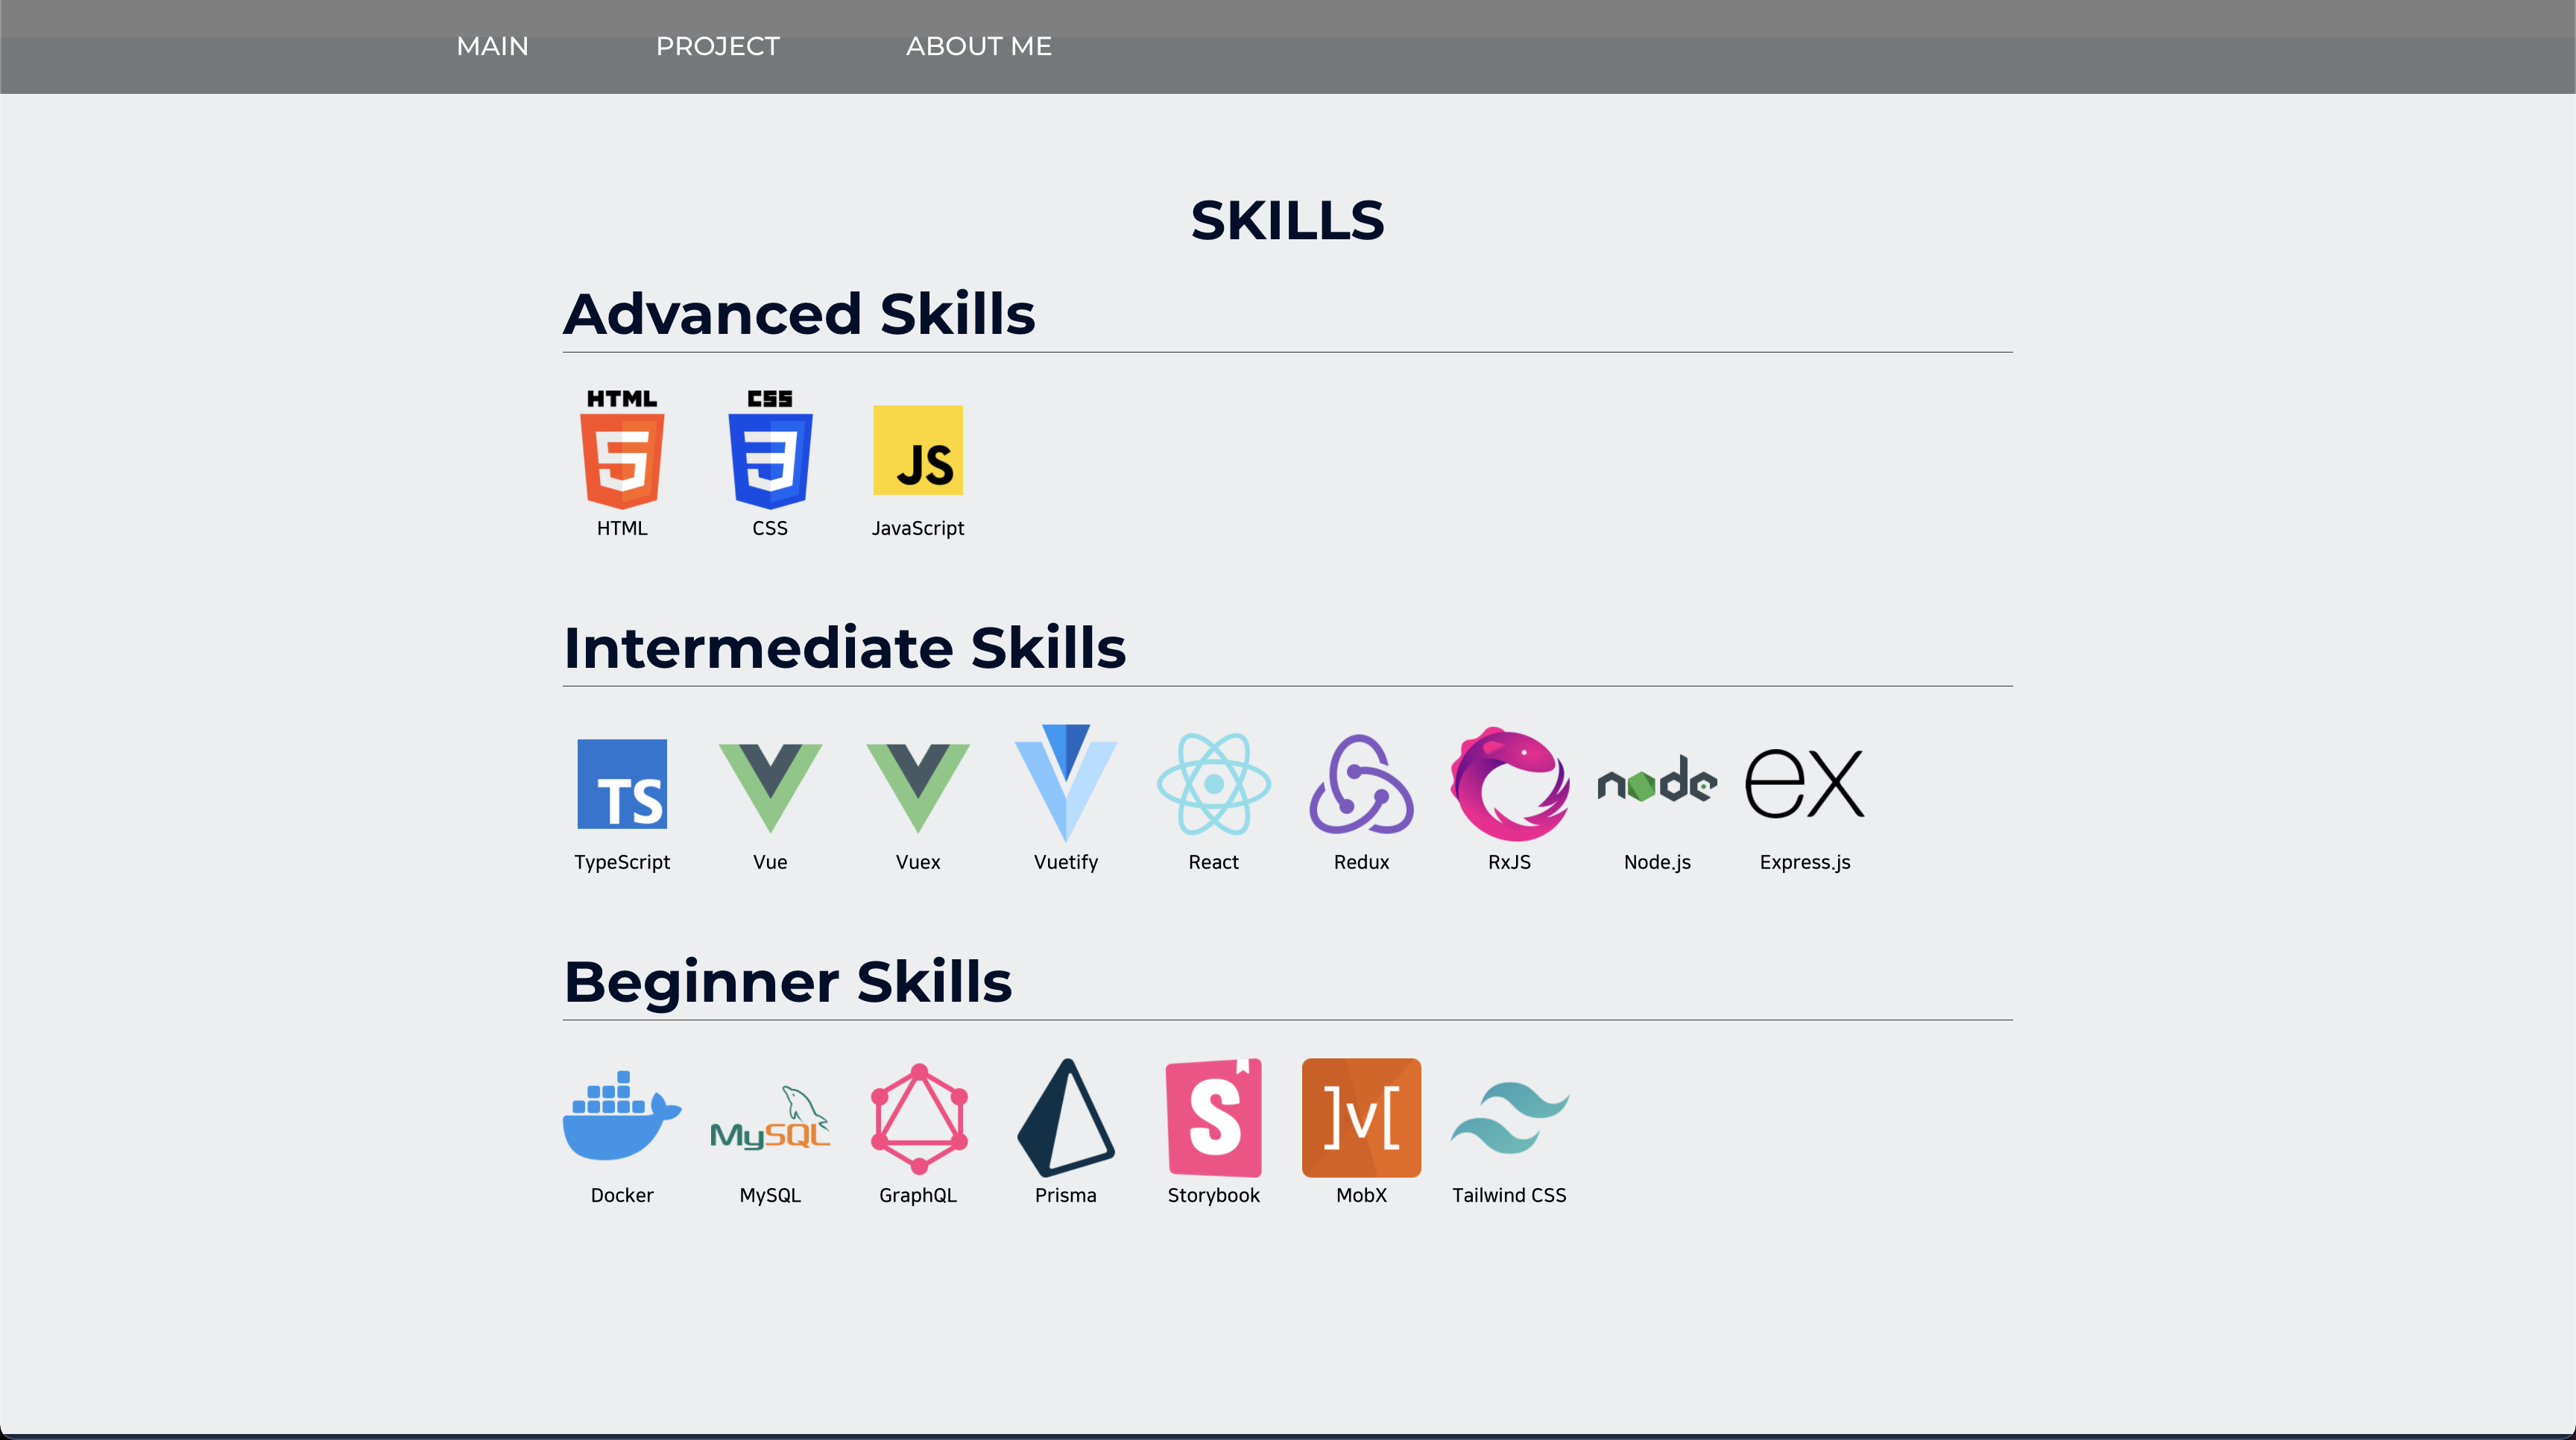 MAIN PROJECT ABOUT ME
SKILLS
Advanced Skills
HTML CSS JS
HTML CSS JavaScript
Intermediate Skills
TS node ex
TypeScript Vue Vuex Vuetify React Redux RxJS Node.js Express.js
Beginner Skills
MySQL S ]v[
Docker MySQL GraphQL Prisma Storybook MobX Tailwind CSS